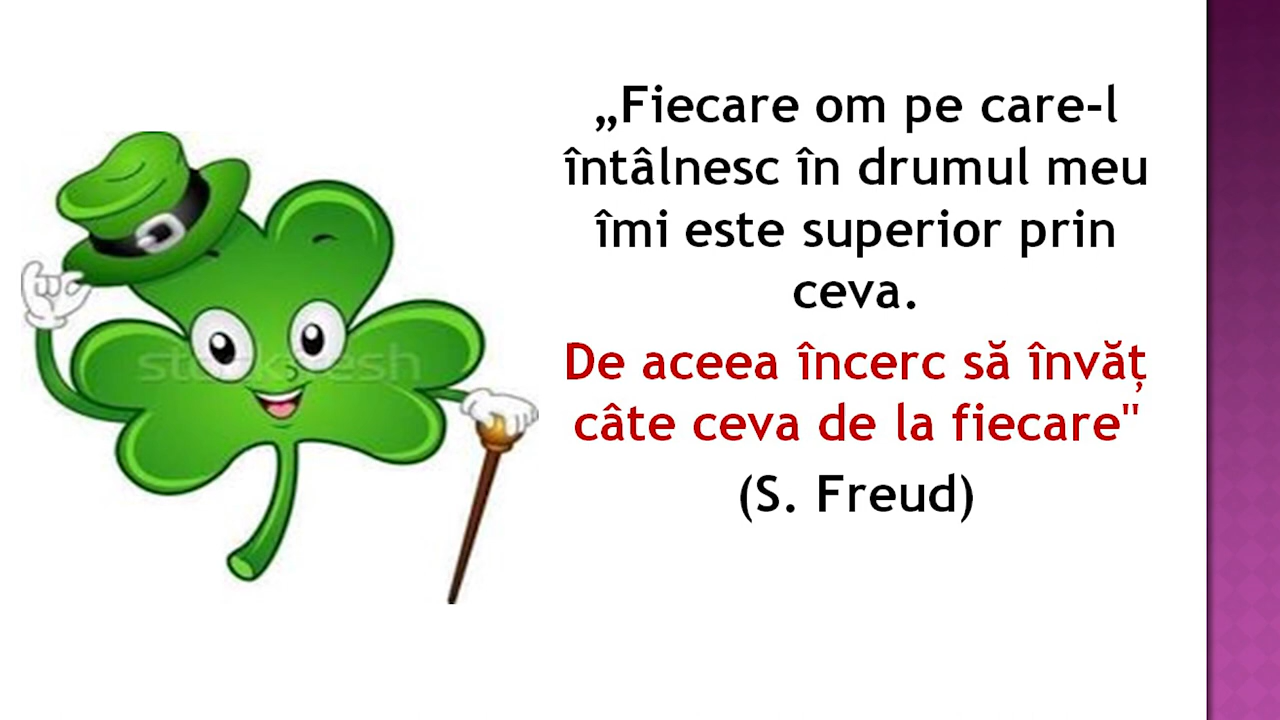 „Fiecare om pe care-l
întâlnesc în drumul meu
îmi este superior prin
ceva.
De aceea încerc să învăț
câte ceva de la fiecare"
(S. Freud)